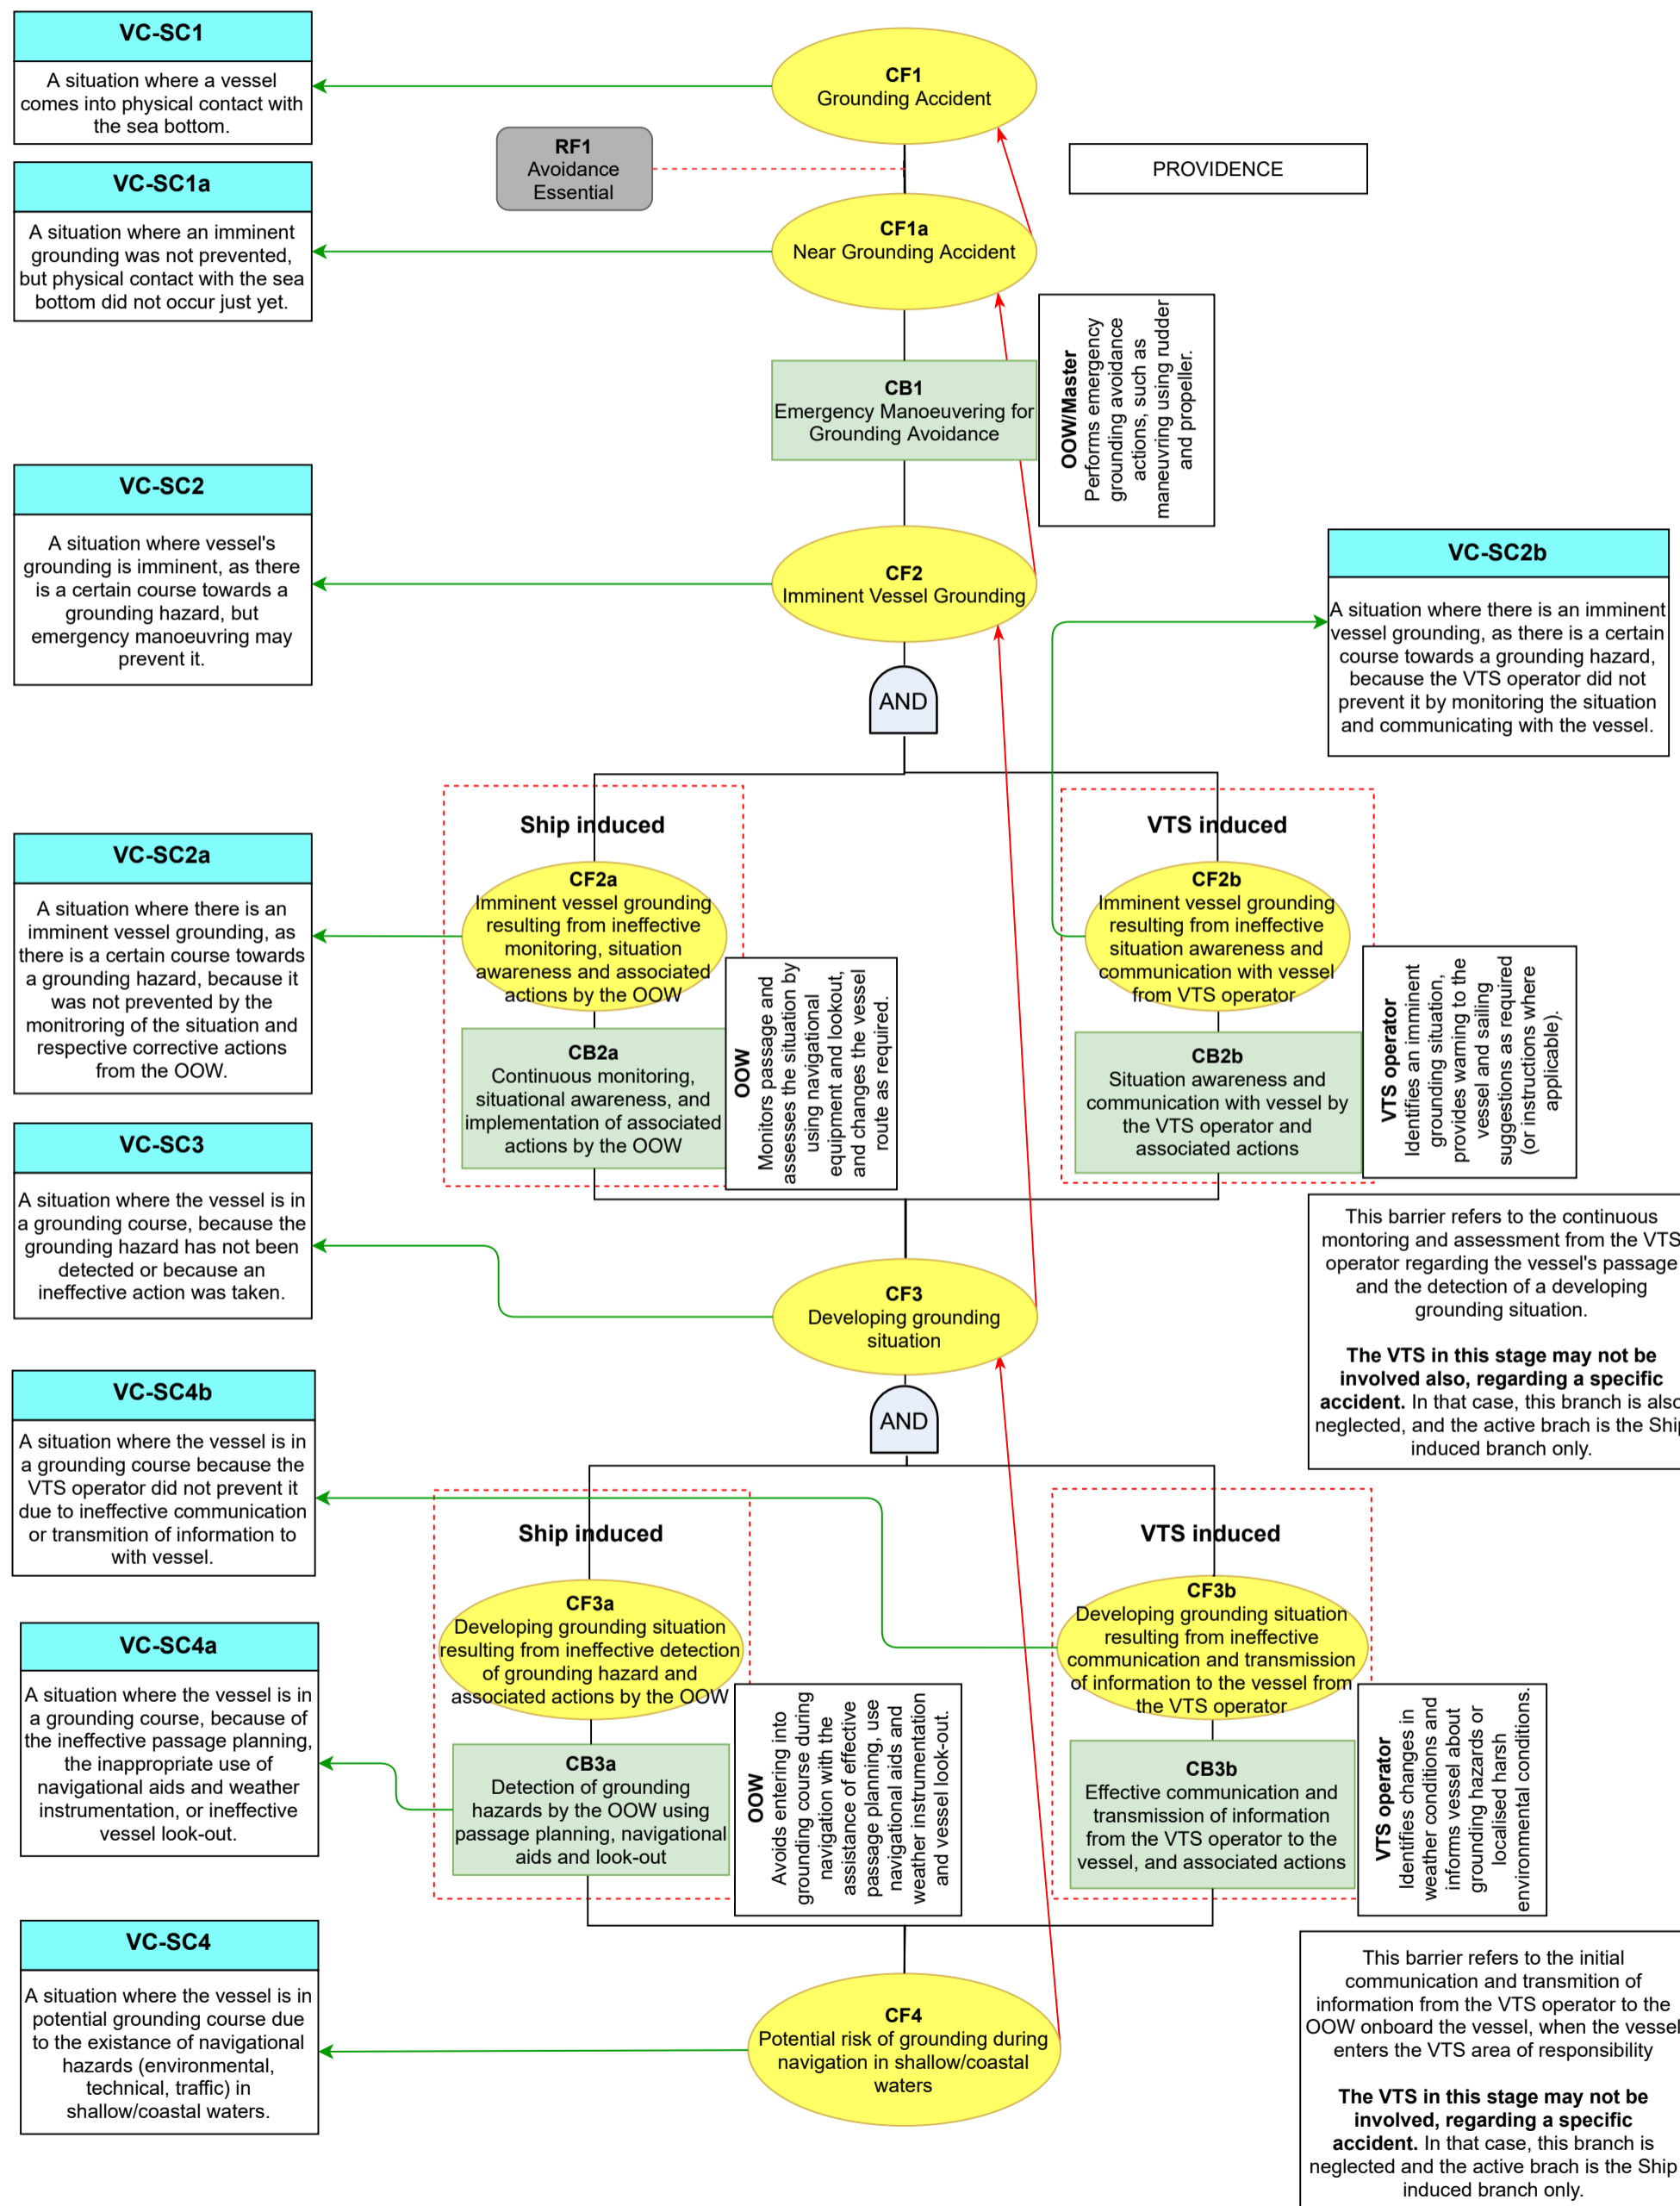 VC-SC1
A situation where a vessel
comes into physical contact with
the sea bottom.
CF1
Grounding Accident
RF1
Avoidance
Essential
PROVIDENCE
VC-SC1a
A situation where an imminent
grounding was not prevented,
but physical contact with the sea
bottom did not occur just yet.
CF1a
Near Grounding Accident
CB1
Emergency Manoeuvering for
Grounding Avoidance
OOW/Master
Performs emergency
grounding avoidance
actions, such as
maneuvring using rudder
and propeller.
VC-SC2
A situation where vessel's
grounding is imminent, as there
is a certain course towards a
grounding hazard, but
emergency manoeuvring may
prevent it.
CF2
Imminent Vessel Grounding
VC-SC2b
A situation where there is an imminent
vessel grounding, as there is a certain
course towards a grounding hazard,
because the VTS operator did not
prevent it by monitoring the situation
and communicating with the vessel.
AND
VC-SC2a
A situation where there is an
imminent vessel grounding, as
there is a certain course towards
a grounding hazard, because it
was not prevented by the
monitroring of the situation and
respective corrective actions
from the OOW.
Ship induced
CF2a
Imminent vessel grounding
resulting from ineffective
monitoring, situation
awareness and associated
actions by the OOW
CB2a
Continuous monitoring,
situational awareness, and
implementation of associated
actions by the OOW
OOW
Monitors passage and
assesses the situation by
using navigational
equipment and lookout,
and changes the vessel
route as required.
VTS induced
CF2b
Imminent vessel grounding
resulting from ineffective
situation awareness and
communication with vessel
from VTS operator
CB2b
Situation awareness and
communication with vessel by
the VTS operator and
associated actions
VTS operator
Identifies an imminent
grounding situation,
provides warning to the
vessel and sailing
suggestions as required
(or instructions where
applicable).
VC-SC3
A situation where the vessel is in
a grounding course, because the
grounding hazard has not been
detected or because an
ineffective action was taken.
CF3
Developing grounding
situation
This barrier refers to the continuous
montoring and assessment from the VTS
operator regarding the vessel's passage
and the detection of a developing
grounding situation.
The VTS in this stage may not be
involved also, regarding a specific
accident. In that case, this branch is also
neglected, and the active brach is the Ship
induced branch only.
VC-SC4b
A situation where the vessel is in
a grounding course because the
VTS operator did not prevent it
due to ineffective communication
or transmition of information to
with vessel.
AND
VC-SC4a
A situation where the vessel is in
a grounding course, because of
the ineffective passage planning,
the inappropriate use of
navigational aids and weather
instrumentation, or ineffective
vessel look-out.
Ship induced
CF3a
Developing grounding situation
resulting from ineffective detection
of grounding hazard and
associated actions by the OOW
CB3a
Detection of grounding
hazards by the OOW using
passage planning, navigational
aids and look-out
OOW
Avoids entering into
grounding course during
navigation with the
assistance of effective
passage planning, use
navigational aids and
weather instrumentation
and vessel look-out.
VTS induced
CF3b
Developing grounding situation
resulting from ineffective
communication and transmission
of information to the vessel from
the VTS operator
CB3b
Effective communication and
transmission of information
from the VTS operator to the
vessel, and associated actions
VTS operator
Identifies changes in
weather conditions and
informs vessel about
grounding hazards or
localised harsh
environmental conditions.
VC-SC4
A situation where the vessel is in
potential grounding course due
to the existance of navigational
hazards (environmental,
technical, traffic) in
shallow/coastal waters.
CF4
Potential risk of grounding during
navigation in shallow/coastal
waters
This barrier refers to the initial
communication and transmition of
information from the VTS operator to the
OOW onboard the vessel, when the vessel
enters the VTS area of responsibility
The VTS in this stage may not be
involved, regarding a specific
accident. In that case, this branch is
neglected and the active brach is the Ship
induced branch only.